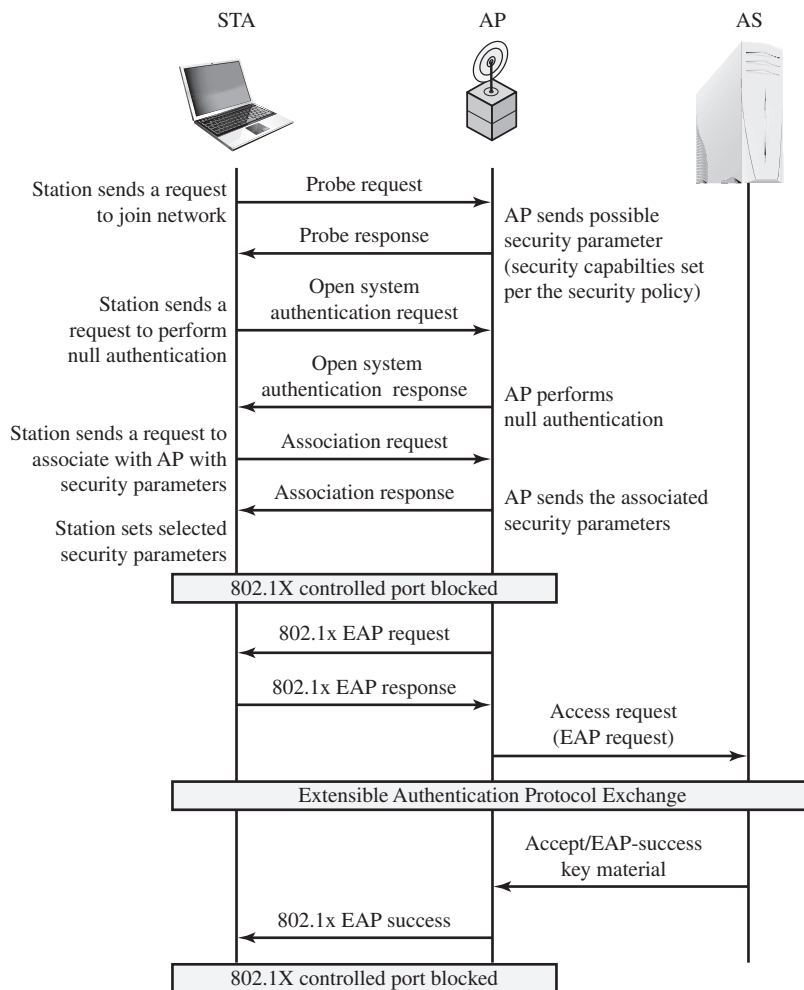 STA
AP
AS
Station sends a request
to join network
Probe request
AP sends possible
security parameter
(security capabilties set
per the security policy)
Probe response
Station sends a
request to perform
null authentication
Open system
authentication request
Open system
authentication response
AP performs
null authentication
Station sends a request to
associate with AP with
security parameters
Association request
Association response
AP sends the associated
security parameters
Station sets selected
security parameters
802.1X controlled port blocked
802.1x EAP request
802.1x EAP response
Access request
(EAP request)
Extensible Authentication Protocol Exchange
Accept/EAP-success
key material
802.1x EAP success
802.1X controlled port blocked